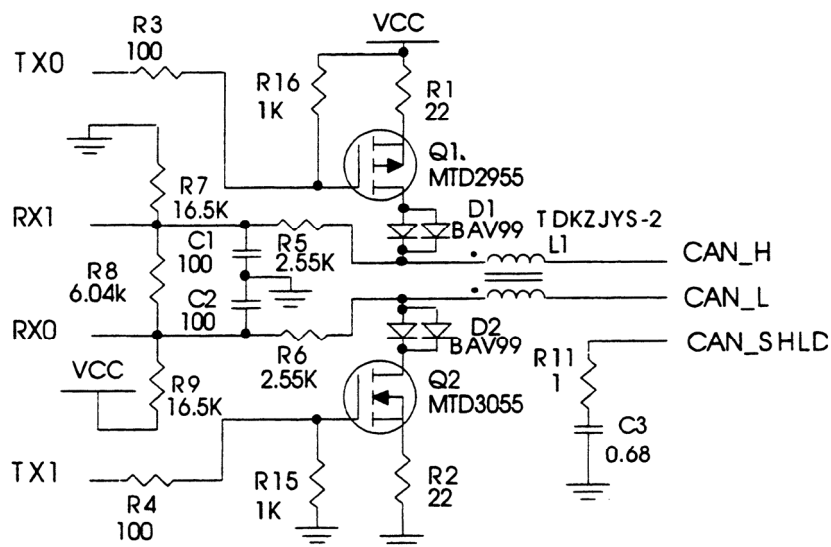 R3
100
VCC
TX0
R16
1K
R1
22
Q1.
MTD2955
R7
16.5K
RX1
D1
BAV99
TDKZJYS-2
L1
C1
100
R5
2.55K
CAN_H
R8
6.04k
C2
100
CAN_L
RX0
R6
2.55K
D2
BAV99
CAN_SHLD
VCC
R9
16.5K
Q2
MTD3055
R11
1
C3
0.68
TX1
R4
100
R15
1K
R2
22